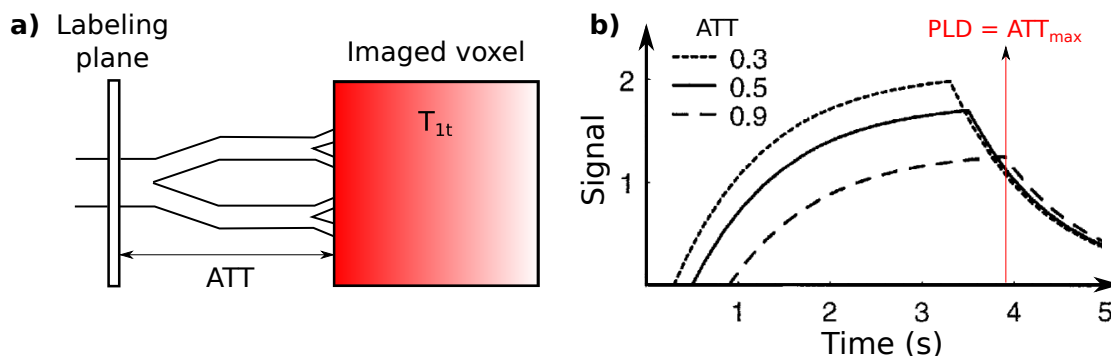 a)
Labeling
plane
Imaged voxel
T1t
ATT
b)
ATT
0.3
0.5
0.9
PLD = ATTmax
Signal
2
1
1 2 3 4 5
Time (s)